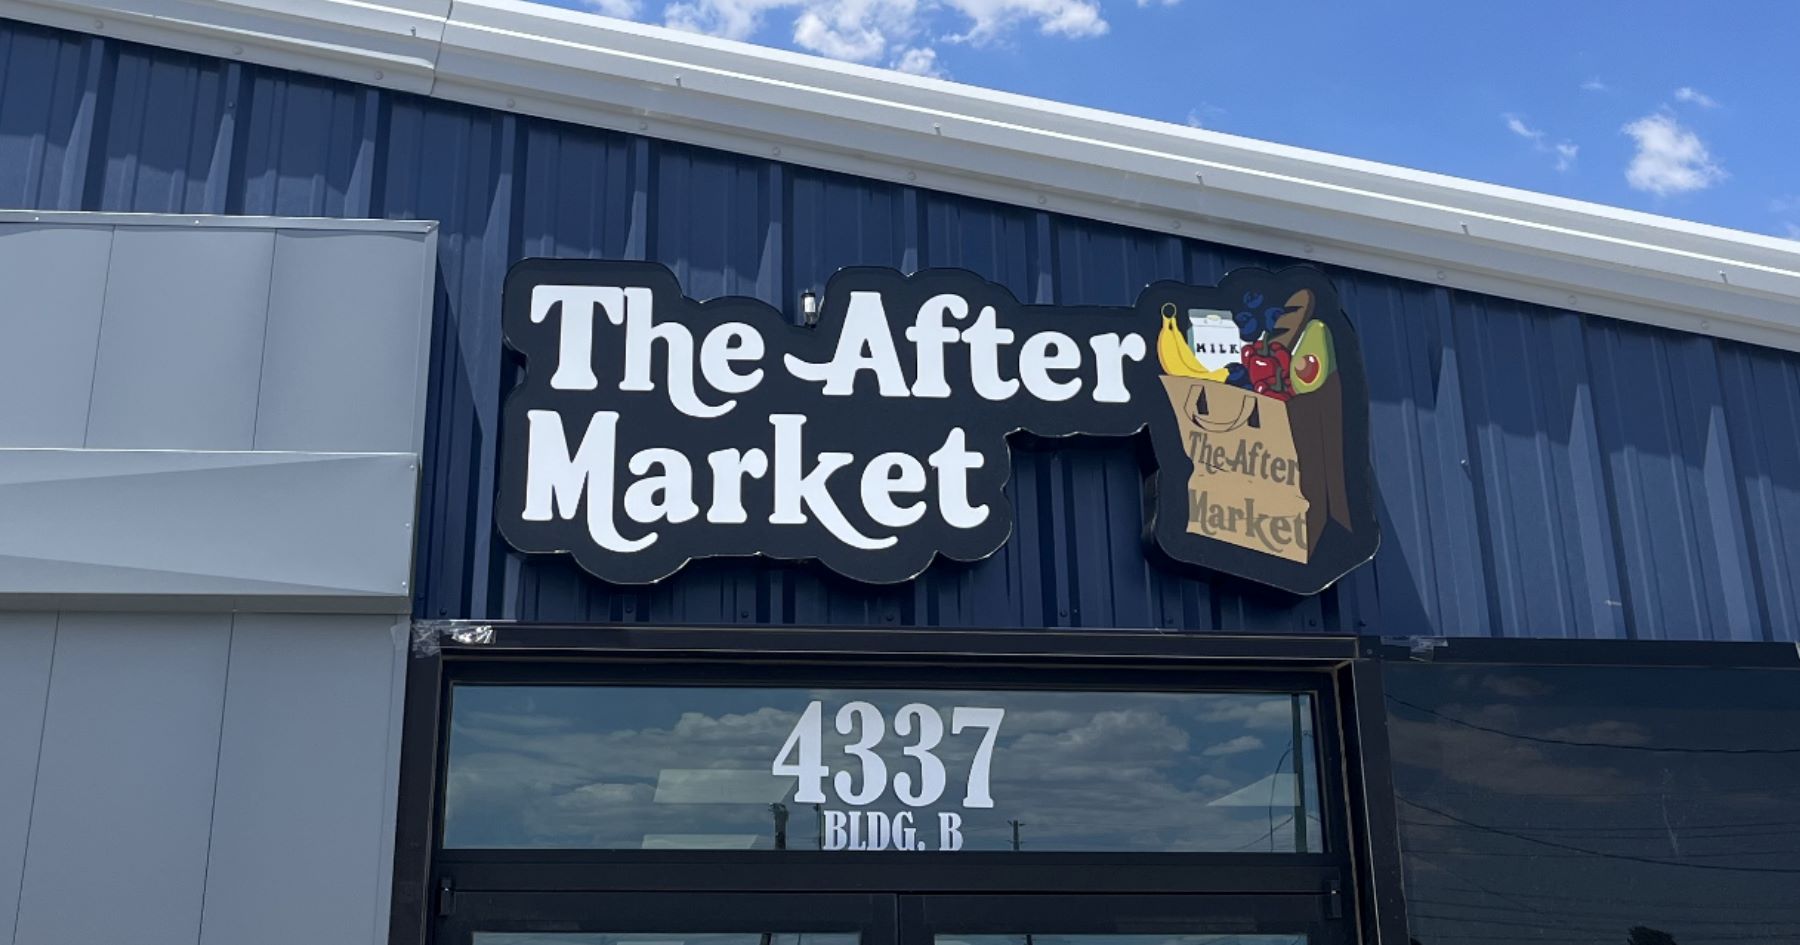 The After
Market
MILK
The After
Market
4337
BLDG. B